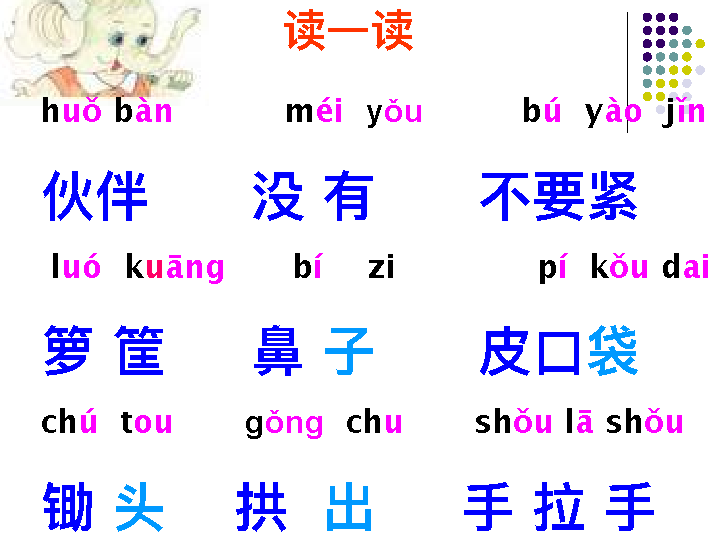 读一读
huǒ bàn méi yǒu bú yào jǐn
伙伴 没 有 不要紧
luó kuāng bí zi pí kǒu dai
箩 筐 鼻 子 皮口袋
chú tou gǒng chu shǒu lā shǒu
锄 头 拱 出 手 拉 手